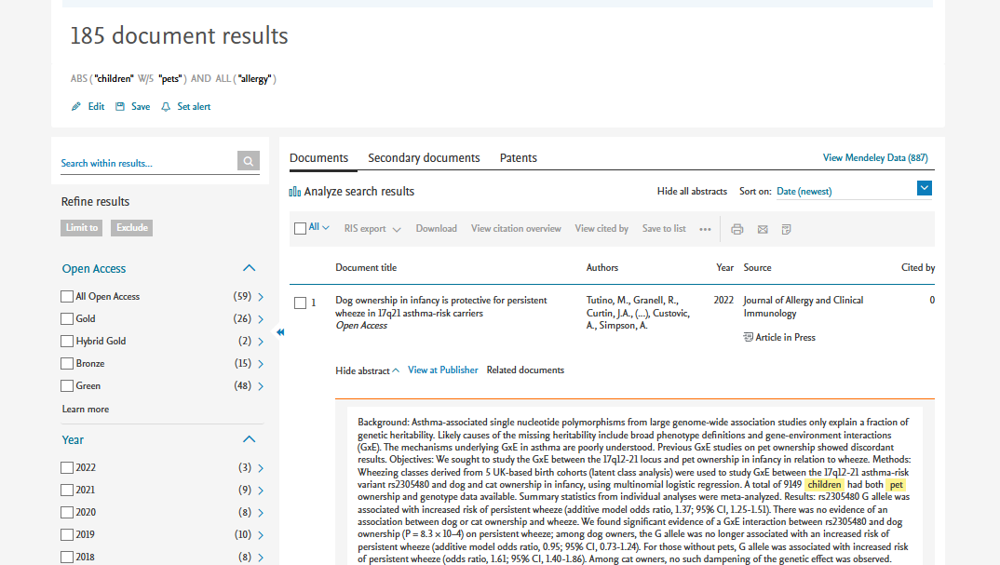 185 document results
ABS ( "children" W/5 "pets" ) AND ALL ( "allergy" )
Edit Save Set alert
Search within results...
Refine results
Limit to Exclude
Open Access
All Open Access (59)
Gold (26)
Hybrid Gold (2)
Bronze (15)
Green (48)
Learn more
Year
2022 (3)
2021 (9)
2020 (8)
2019 (10)
2018 (8)
Documents Secondary documents Patents View Mendeley Data (887)
Analyze search results Hide all abstracts Sort on: Date (newest)
All RIS export Download View citation overview View cited by Save to list •••
Document title Authors Year Source Cited by
1 Dog ownership in infancy is protective for persistent Tutino, M., Granell, R., 2022 Journal of Allergy and Clinical 0
wheeze in 17q21 asthma-risk carriers Curtin, J.A., (...), Custovic, Immunology
Open Access A., Simpson, A.
Article in Press
Hide abstract View at Publisher Related documents
Background: Asthma-associated single nucleotide polymorphisms from large genome-wide association studies only explain a fraction of
genetic heritability. Likely causes of the missing heritability include broad phenotype definitions and gene-environment interactions
(GxE). The mechanisms underlying GxE in asthma are poorly understood. Previous GxE studies on pet ownership showed discordant
results. Objectives: We sought to study the GxE between the 17q12-21 locus and pet ownership in infancy in relation to wheeze. Methods:
Wheezing classes derived from 5 UK-based birth cohorts (latent class analysis) were used to study GxE between the 17q12-21 asthma-risk
variant rs2305480 and dog and cat ownership in infancy, using multinomial logistic regression. A total of 9149 children had both pet
ownership and genotype data available. Summary statistics from individual analyses were meta-analyzed. Results: rs2305480 G allele was
associated with increased risk of persistent wheeze (additive model odds ratio, 1.37; 95% CI, 1.25-1.51). There was no evidence of an
association between dog or cat ownership and wheeze. We found significant evidence of a GxE interaction between rs2305480 and dog
ownership (P = 8.3 × 10–4) on persistent wheeze; among dog owners, the G allele was no longer associated with an increased risk of
persistent wheeze (additive model odds ratio, 0.95; 95% CI, 0.73-1.24). For those without pets, G allele was associated with increased risk
of persistent wheeze (odds ratio, 1.61; 95% CI, 1.40-1.86). Among cat owners, no such dampening of the genetic effect was observed.